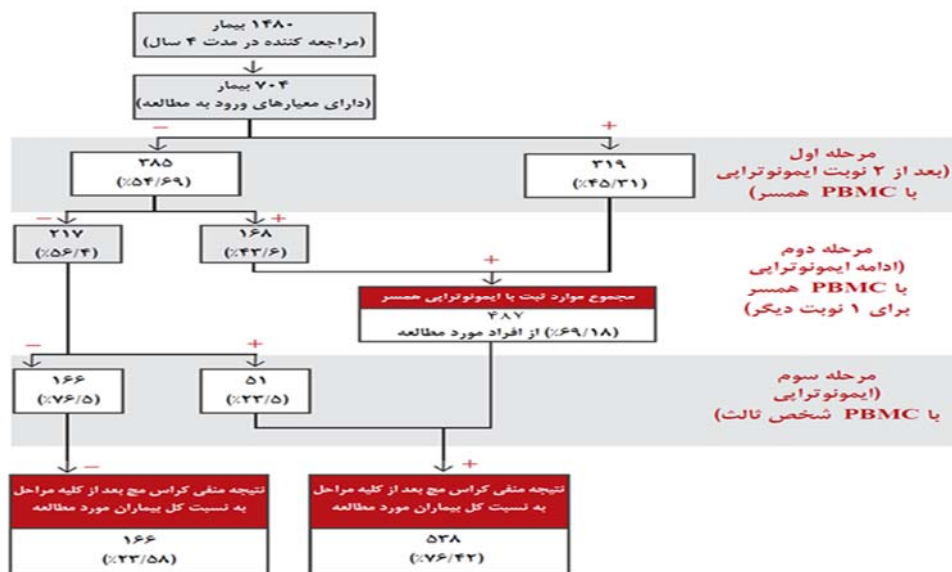 ۱۴۸۰ بیمار
(مراجعه کننده در مدت ۴ سال)
۷۰۴ بیمار
(دارای معیارهای ورود به مطالعه)
−
+
مرحله اول
(بعد از ۲ نوبت ایمونوتراپی
با PBMC همسر)
۳۱۹
(٪۴۵/۳۱)
۳۸۵
(٪۵۴/۶۹)
−
+
۲۱۷
(٪۵۶/۴)
۱۶۸
(٪۴۳/۶)
مرحله دوم
(ادامه ایمونوتراپی
با PBMC همسر
برای ۱ نوبت دیگر)
+
مجموع موارد ثبت با ایمونوتراپی همسر
۴۸۷
(٪۶۹/۱۸) از افراد مورد مطالعه
−
+
۱۶۶
(٪۷۶/۵)
۵۱
(٪۲۳/۵)
مرحله سوم
(ایمونوتراپی
با PBMC شخص ثالث)
−
+
نتیجه منفی کراس مچ بعد از کلیه مراحل
به نسبت کل بیماران مورد مطالعه
۱۶۶
(٪۲۳/۵۸)
نتیجه منفی کراس مچ بعد از کلیه مراحل
به نسبت کل بیماران مورد مطالعه
۵۳۸
(٪۷۶/۴۲)